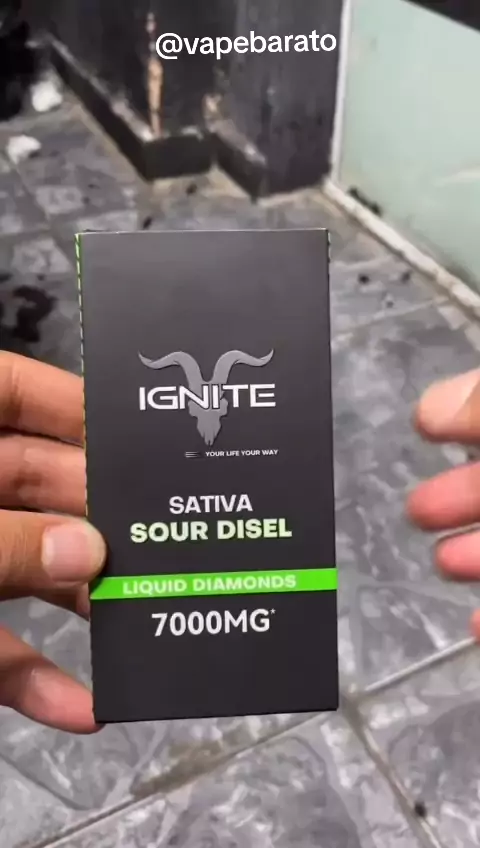 @vapebarato
IGNITE
YOUR LIFE YOUR WAY
SATIVA
SOUR DISEL
LIQUID DIAMONDS
7000MG*